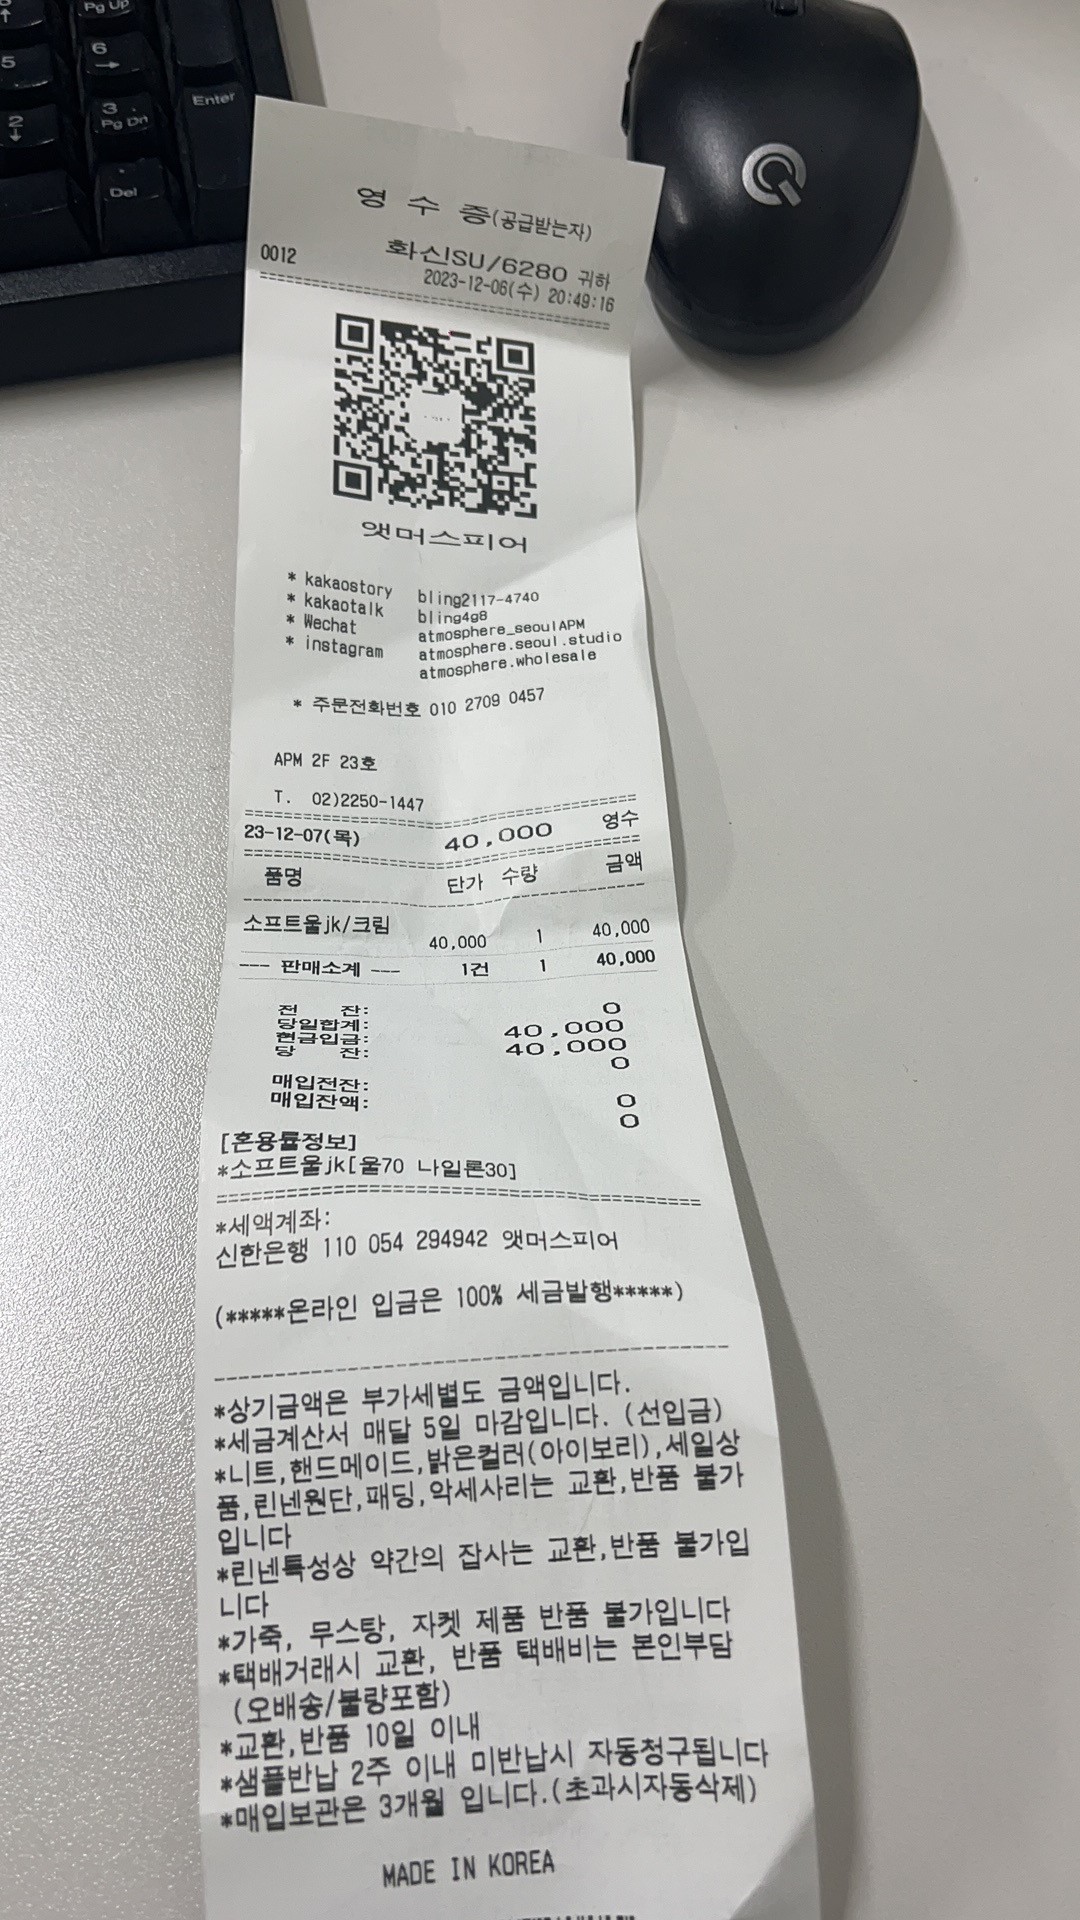 Pg Up
5
6
2
3
Pg Dn
Enter
Del
영 수 증(공급받는자)
0012 화신SU/6280 귀하
2023-12-06(수) 20:49:16
앳머스피어
* kakaostory bling2117-4740
* kakaotalk bling4g8
* Wechat atmosphere_seoulAPM
* instagram atmosphere.seoul.studio
atmosphere.wholesale
* 주문전화번호 010 2709 0457
APM 2F 23호
T. 02)2250-1447
23-12-07(목) 40,000 영수
품명 단가 수량 금액
소프트울jk/크림
40,000 1 40,000
--- 판매소계 --- 1건 1 40,000
전 잔: 0
당일합계: 40,000
현금입금: 40,000
당 잔: 0
매입전잔: 0
매입잔액: 0
[혼용률정보]
*소프트울jk[울70 나일론30]
*세액계좌:
신한은행 110 054 294942 앳머스피어
(*****온라인 입금은 100% 세금발행*****)
*상기금액은 부가세별도 금액입니다.
*세금계산서 매달 5일 마감입니다. (선입금)
*니트,핸드메이드,밝은컬러(아이보리),세일상
품,린넨원단,패딩,악세사리는 교환,반품 불가
입니다
*린넨특성상 약간의 잡사는 교환,반품 불가입
니다
*가죽, 무스탕, 자켓 제품 반품 불가입니다
*택배거래시 교환, 반품 택배비는 본인부담
(오배송/불량포함)
*교환,반품 10일 이내
*샘플반납 2주 이내 미반납시 자동청구됩니다
*매입보관은 3개월 입니다.(초과시자동삭제)
MADE IN KOREA